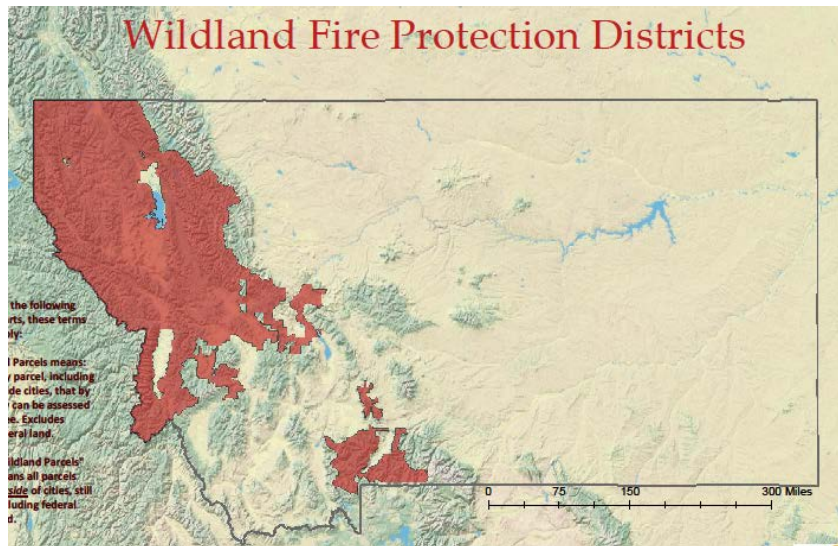 Wildland Fire Protection Districts
the following
rts, these terms
ly:
l Parcels means:
y parcel, including
de cities, that by
can be assessed
ee. Excludes
eral land.
ildland Parcels"
ans all parcels
side of cities, still
luding federal
d.
0 75 150 300 Miles